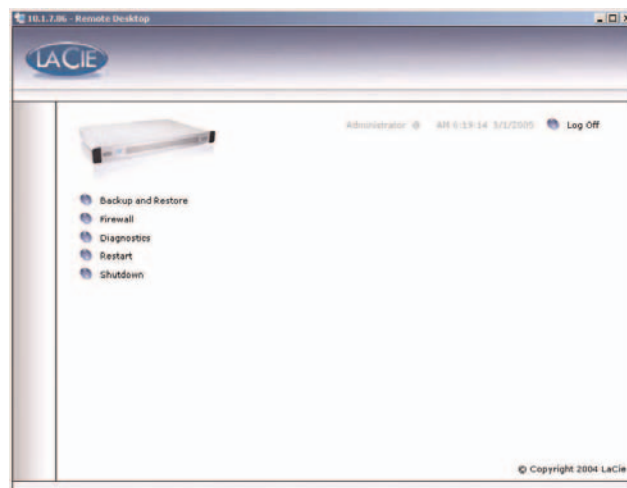 10.1.7.86 - Remote Desktop
LACIE
Administrator @ AM 6:19:14 3/1/2005 Log Off
Backup and Restore
Firewall
Diagnostics
Restart
Shutdown
© Copyright 2004 LaCie